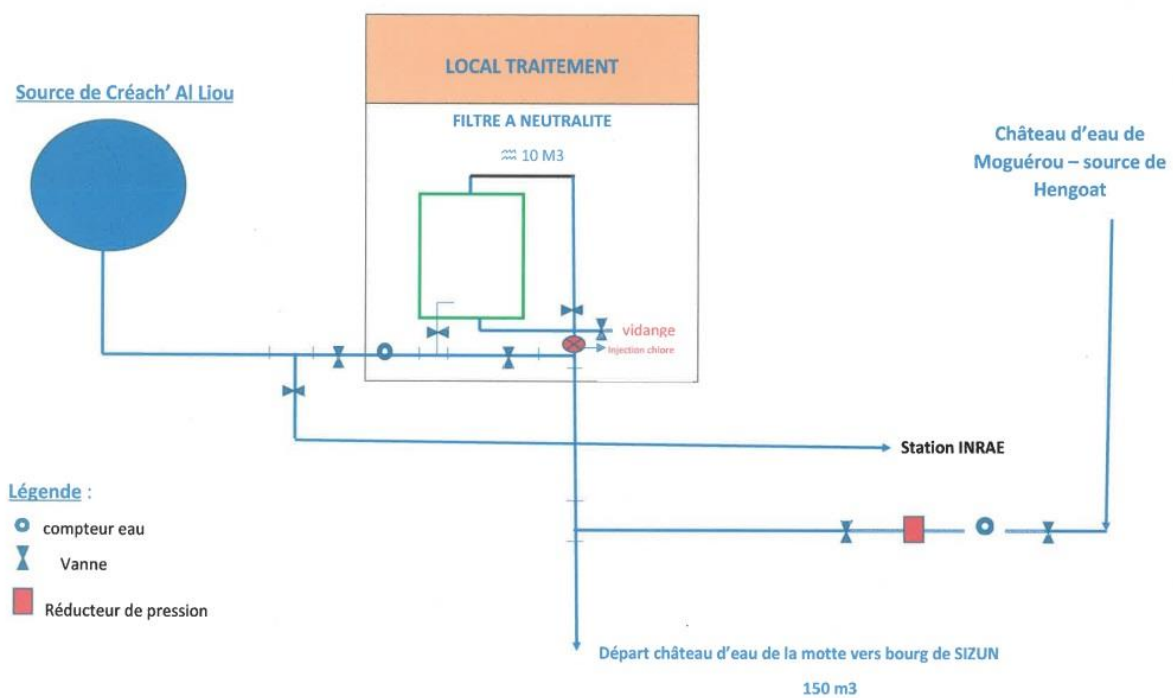 LOCAL TRAITEMENT
Source de Créach' Al Liou
FILTRE A NEUTRALITE
10 M3
Château d'eau de
Moguérou – source de
Hengoat
vidange
Injection chlore
Station INRAE
Légende :
compteur eau
Vanne
Réducteur de pression
Départ château d'eau de la motte vers bourg de SIZUN
150 m3